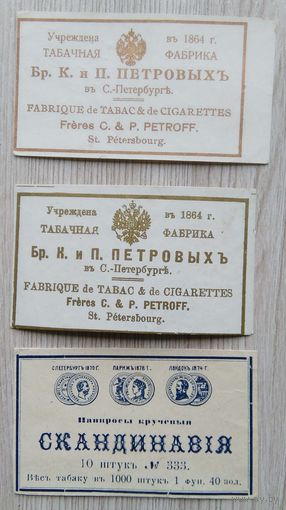 Учреждена въ 1864 г.
ТАБАЧНАЯ ФАБРИКА
Бр. К. и П. ПЕТРОВЫХЪ
въ С.-Петербургѣ.
FABRIQUE de TABAC & de CIGARETTES
Frères C. & P. PETROFF.
St. Pétersbourg.
Учреждена въ 1864 г.
ТАБАЧНАЯ ФАБРИКА
Бр. К. и П. ПЕТРОВЫХЪ
въ С.-Петербургѣ.
FABRIQUE de TABAC & de CIGARETTES
Frères C. & P. PETROFF.
St. Pétersbourg.
С.ПЕТЕРБУРГЪ 1870 Г. ПАРИЖЪ 1878 Г. ЛОНДОНЪ 1874 Г.
Папиросы крученыя
СКАНДИНАВІЯ
10 штукъ № 333.
Вѣсъ табаку въ 1000 штукъ 1 фун. 40 зол.